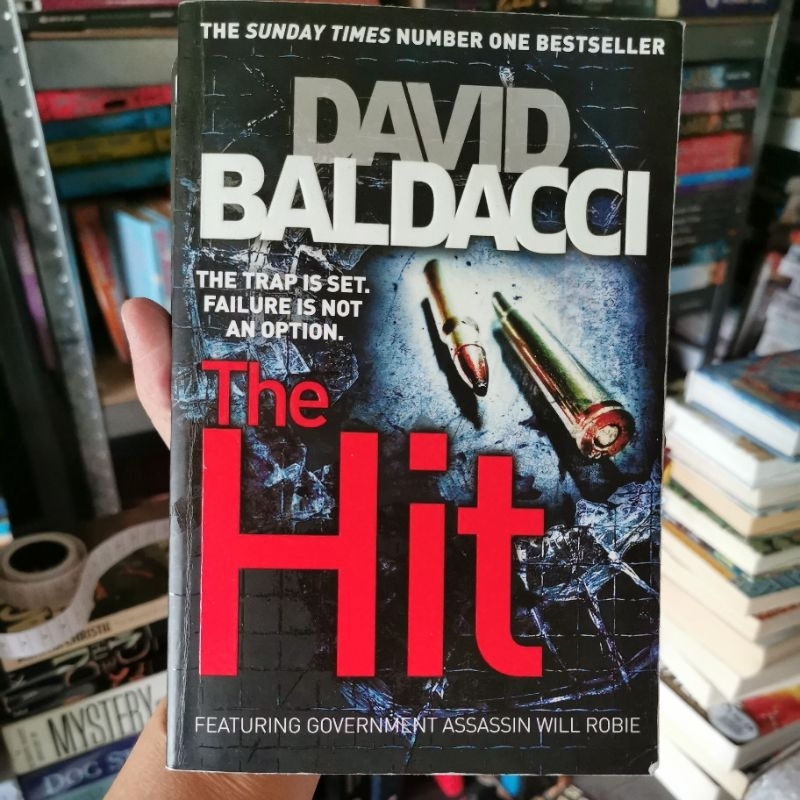 THE SUNDAY TIMES NUMBER ONE BESTSELLER
DAVID
BALDACCI
THE TRAP IS SET.
FAILURE IS NOT
AN OPTION.
The
Hit
FEATURING GOVERNMENT ASSASSIN WILL ROBIE
MYSTERY